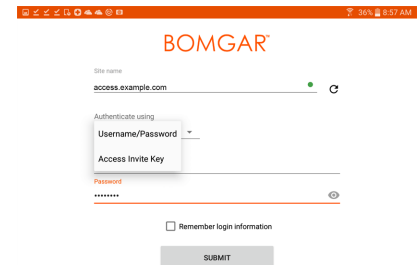 36% 8:57 AM
BOMGAR™
Site name
access.example.com
Authenticate using
Username/Password
Access Invite Key
Password
••••••••
Remember login information
SUBMIT